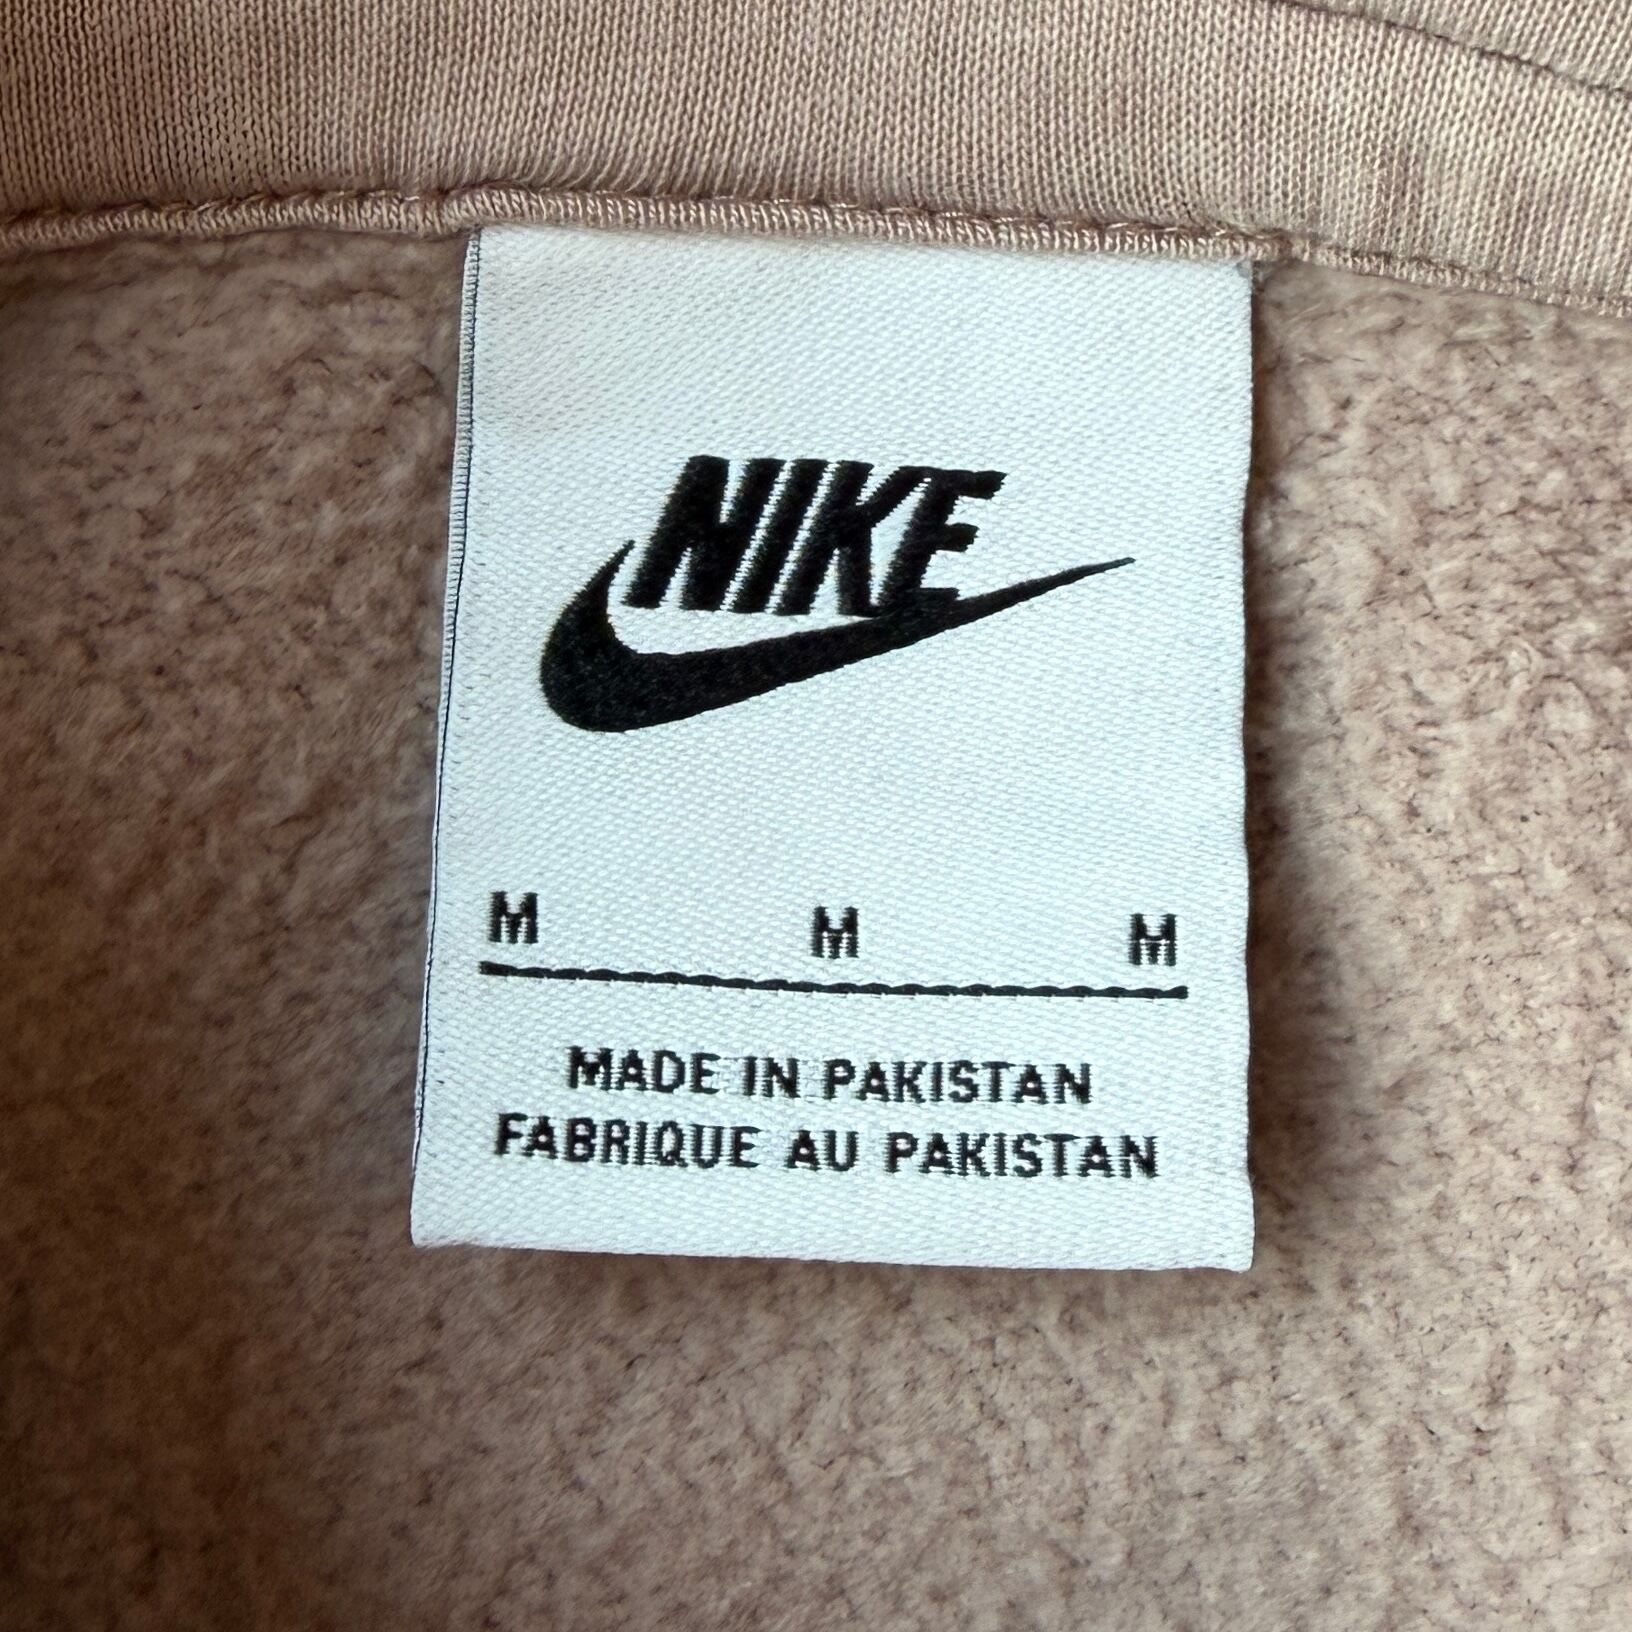 NIKE
M M M
MADE IN PAKISTAN
FABRIQUE AU PAKISTAN